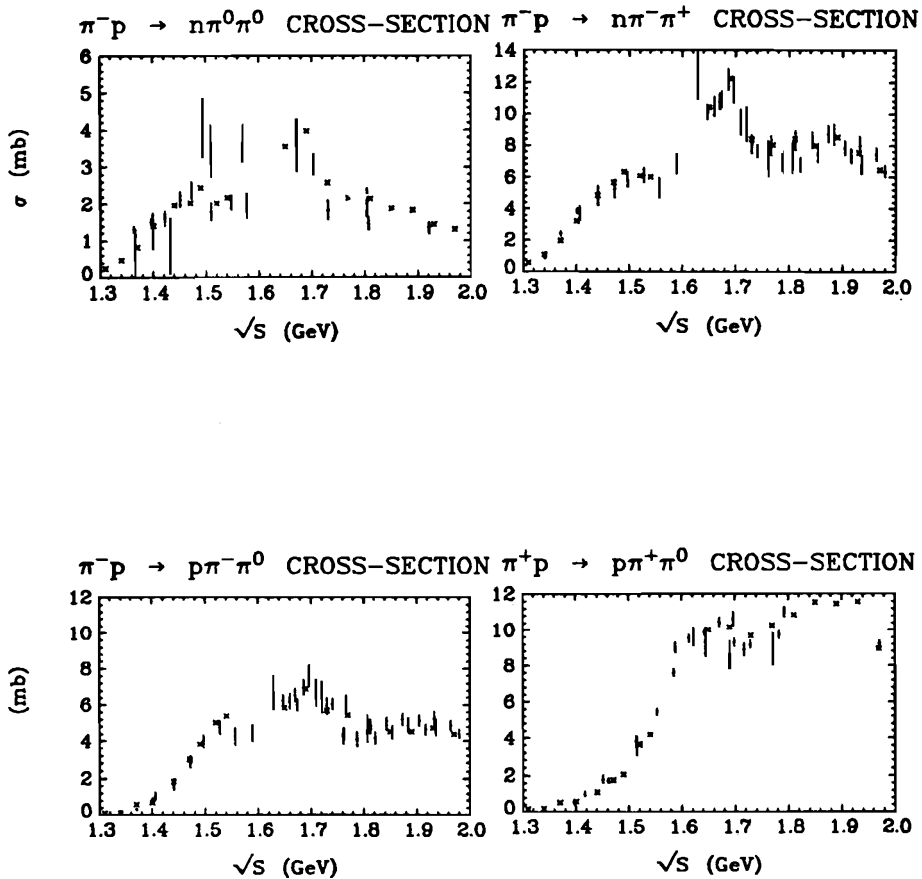 π⁻p → nπ⁰π⁰ CROSS-SECTION
π⁻p → nπ⁻π⁺ CROSS-SECTION
σ (mb)
6
5
4
3
2
1
0
1.3 1.4 1.5 1.6 1.7 1.8 1.9 2.0
√S (GeV)
14
12
10
8
6
4
2
0
1.3 1.4 1.5 1.6 1.7 1.8 1.9 2.0
√S (GeV)
π⁻p → pπ⁻π⁰ CROSS-SECTION
π⁺p → pπ⁺π⁰ CROSS-SECTION
(mb)
12
10
8
6
4
2
0
1.3 1.4 1.5 1.6 1.7 1.8 1.9 2.0
√S (GeV)
12
10
8
6
4
2
0
1.3 1.4 1.5 1.6 1.7 1.8 1.9 2.0
√S (GeV)